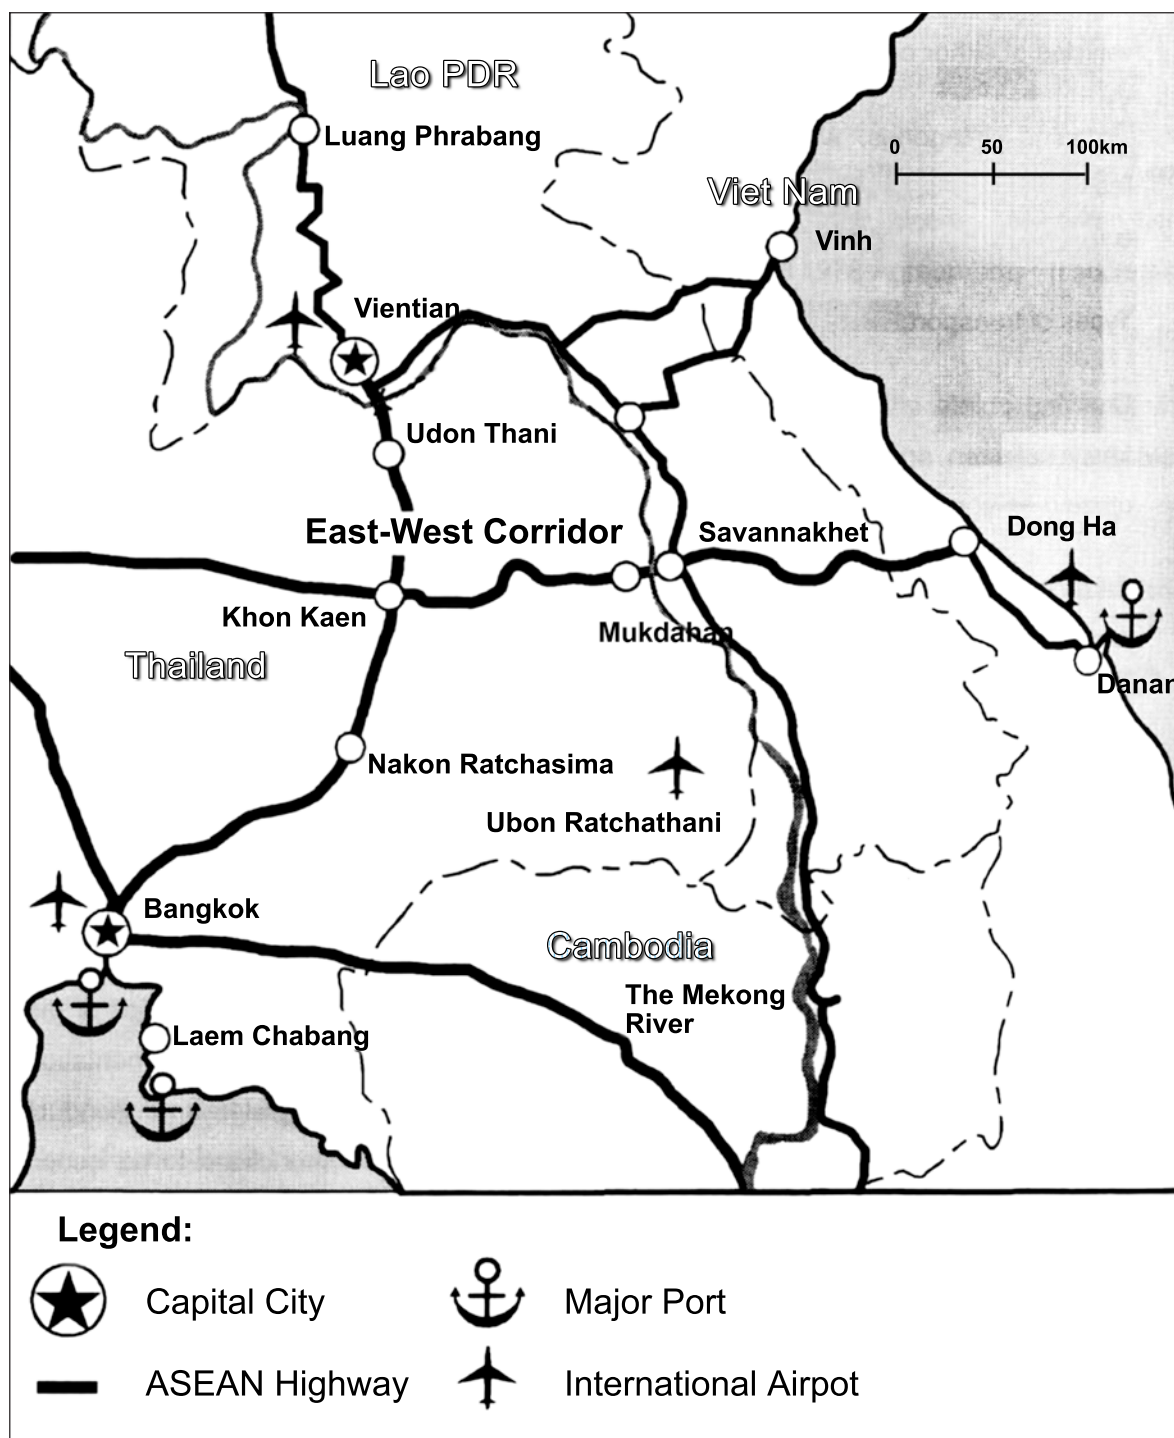 Lao PDR
Luang Phrabang
0 50 100km
Viet Nam
Vinh
Vientian
Udon Thani
East-West Corridor
Savannakhet
Dong Ha
Khon Kaen
Mukdahan
Thailand
Danan
Nakon Ratchasima
Ubon Ratchathani
Bangkok
Cambodia
The Mekong
River
Laem Chabang
Legend:
Capital City
Major Port
ASEAN Highway
International Airpot